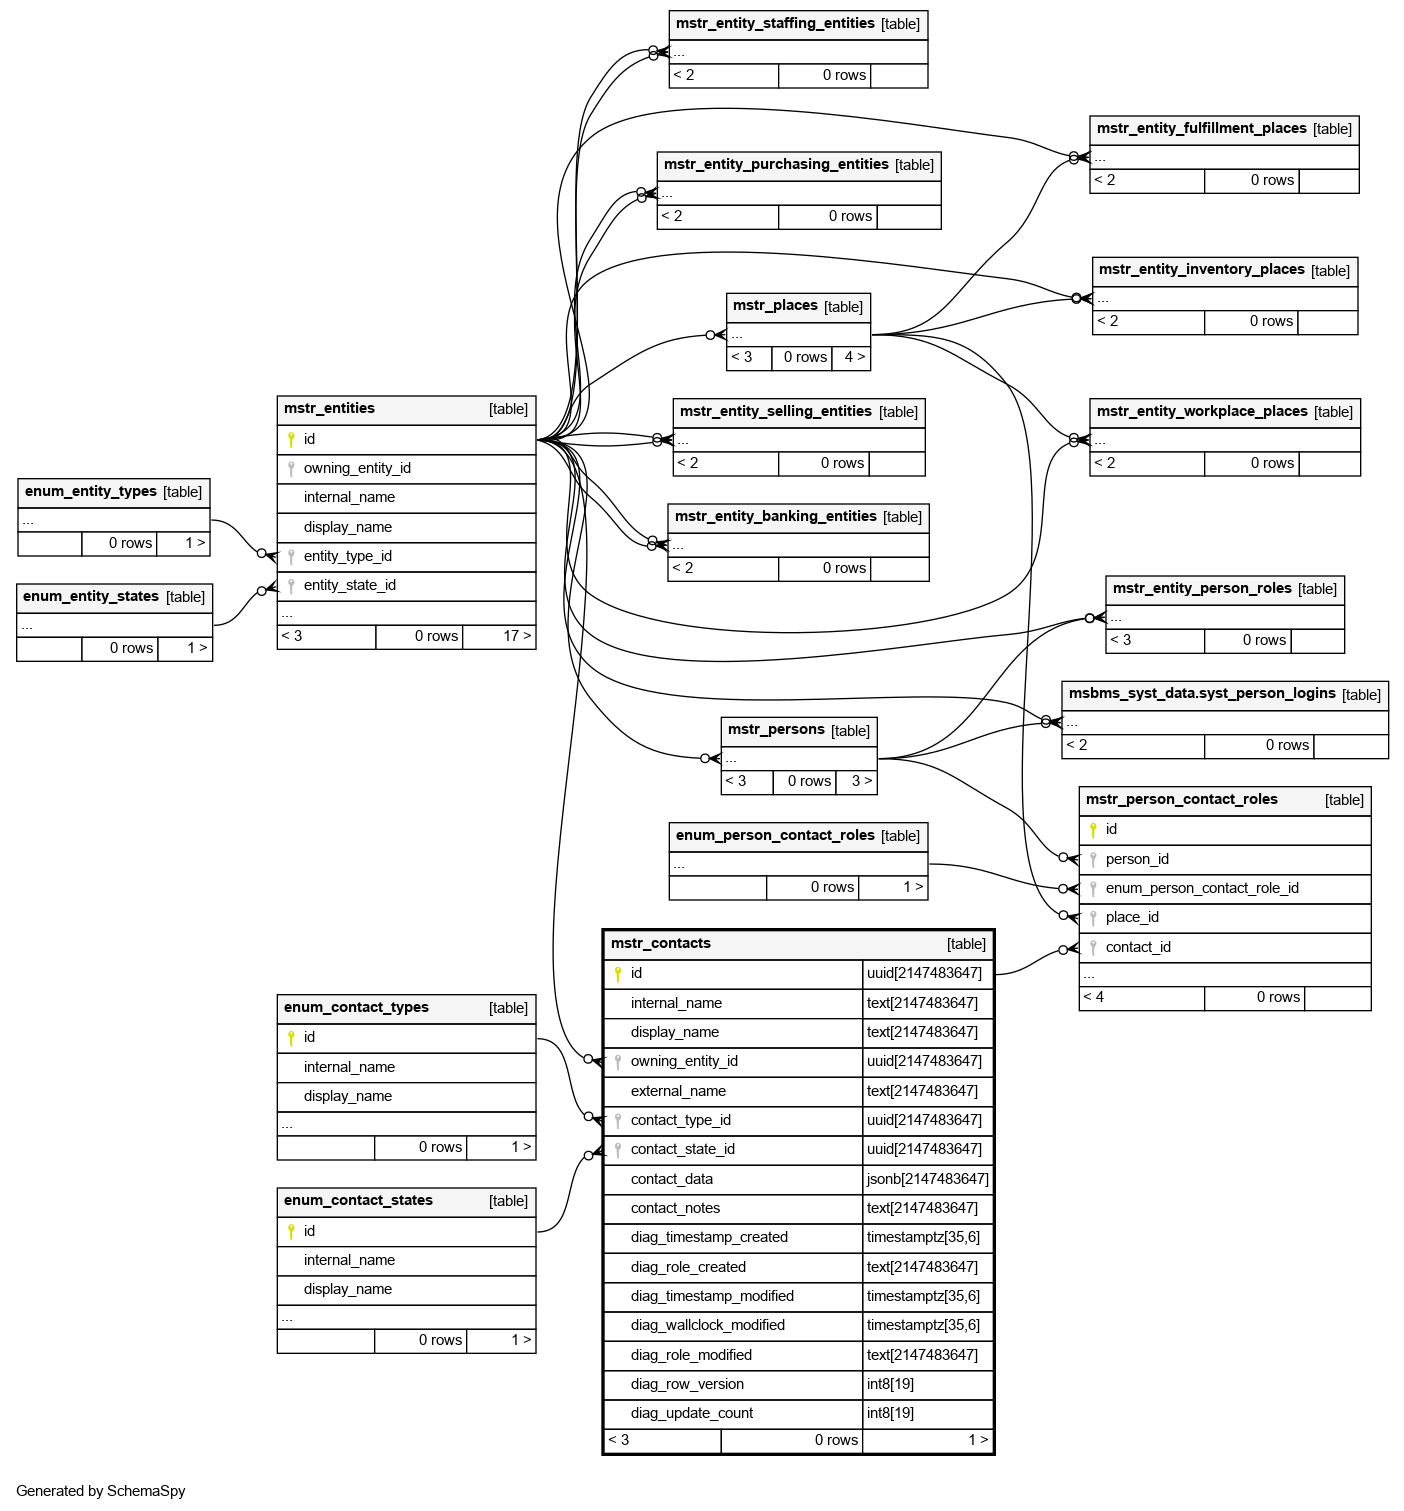 mstr_entity_staffing_entities [table]
...
< 2 0 rows
mstr_entity_fulfillment_places [table]
...
< 2 0 rows
mstr_entity_purchasing_entities [table]
...
< 2 0 rows
mstr_entity_inventory_places [table]
...
< 2 0 rows
mstr_places [table]
...
< 3 0 rows 4 >
mstr_entities [table]
id
owning_entity_id
internal_name
display_name
entity_type_id
entity_state_id
...
< 3 0 rows 17 >
mstr_entity_selling_entities [table]
...
< 2 0 rows
mstr_entity_workplace_places [table]
...
< 2 0 rows
enum_entity_types [table]
...
0 rows 1 >
mstr_entity_banking_entities [table]
...
< 2 0 rows
enum_entity_states [table]
...
0 rows 1 >
mstr_entity_person_roles [table]
...
< 3 0 rows
msbms_syst_data.syst_person_logins [table]
...
< 2 0 rows
mstr_persons [table]
...
< 3 0 rows 3 >
mstr_person_contact_roles [table]
id
person_id
enum_person_contact_role_id
place_id
contact_id
...
< 4 0 rows
enum_person_contact_roles [table]
...
0 rows 1 >
mstr_contacts [table]
id uuid[2147483647]
internal_name text[2147483647]
display_name text[2147483647]
owning_entity_id uuid[2147483647]
external_name text[2147483647]
contact_type_id uuid[2147483647]
contact_state_id uuid[2147483647]
contact_data jsonb[2147483647]
contact_notes text[2147483647]
diag_timestamp_created timestamptz[35,6]
diag_role_created text[2147483647]
diag_timestamp_modified timestamptz[35,6]
diag_wallclock_modified timestamptz[35,6]
diag_role_modified text[2147483647]
diag_row_version int8[19]
diag_update_count int8[19]
< 3 0 rows 1 >
enum_contact_types [table]
id
internal_name
display_name
...
0 rows 1 >
enum_contact_states [table]
id
internal_name
display_name
...
0 rows 1 >
Generated by SchemaSpy